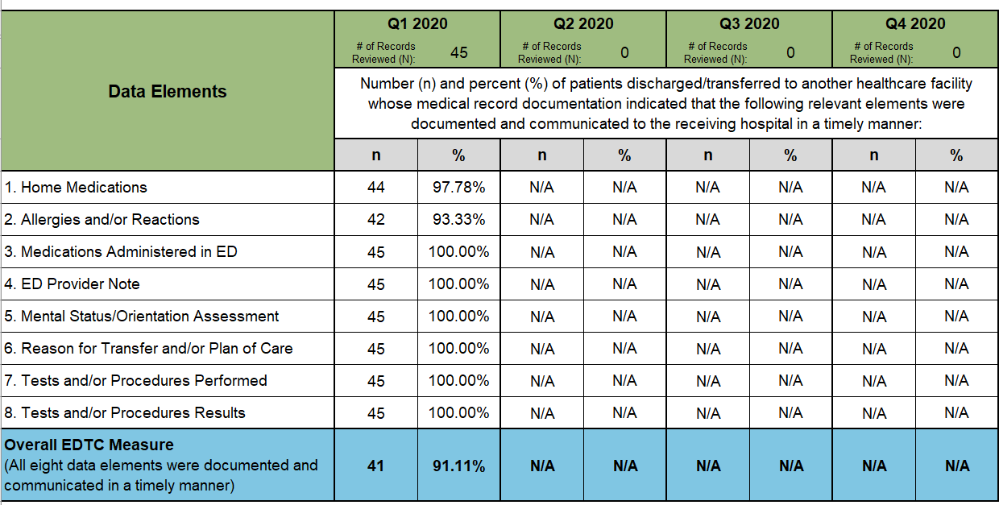 Data Elements
Q1 2020
# of Records
Reviewed (N): 45
Q2 2020
# of Records
Reviewed (N): 0
Q3 2020
# of Records
Reviewed (N): 0
Q4 2020
# of Records
Reviewed (N): 0
Number (n) and percent (%) of patients discharged/transferred to another healthcare facility
whose medical record documentation indicated that the following relevant elements were
documented and communicated to the receiving hospital in a timely manner:
n % n % n % n %
1. Home Medications 44 97.78% N/A N/A N/A N/A N/A N/A
2. Allergies and/or Reactions 42 93.33% N/A N/A N/A N/A N/A N/A
3. Medications Administered in ED 45 100.00% N/A N/A N/A N/A N/A N/A
4. ED Provider Note 45 100.00% N/A N/A N/A N/A N/A N/A
5. Mental Status/Orientation Assessment 45 100.00% N/A N/A N/A N/A N/A N/A
6. Reason for Transfer and/or Plan of Care 45 100.00% N/A N/A N/A N/A N/A N/A
7. Tests and/or Procedures Performed 45 100.00% N/A N/A N/A N/A N/A N/A
8. Tests and/or Procedures Results 45 100.00% N/A N/A N/A N/A N/A N/A
Overall EDTC Measure
(All eight data elements were documented and
communicated in a timely manner)
41 91.11% N/A N/A N/A N/A N/A N/A